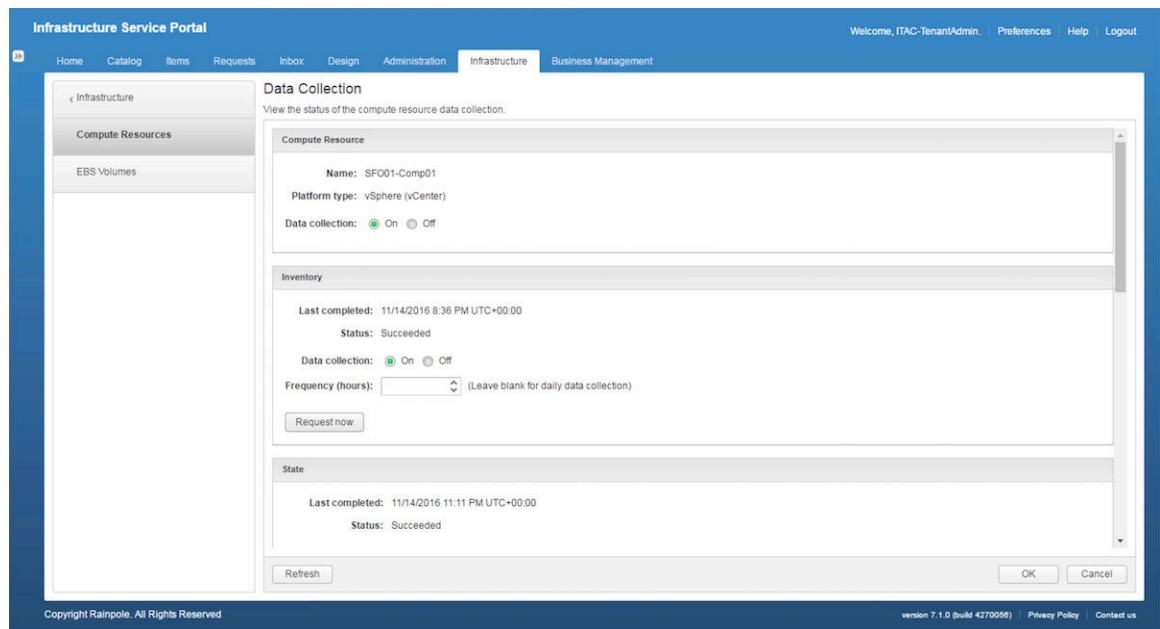 Infrastructure Service Portal
Welcome, ITAC-TenantAdmin. Preferences Help Logout
Home Catalog Items Requests Inbox Design Administration Infrastructure Business Management
< Infrastructure
Compute Resources
EBS Volumes
Data Collection
View the status of the compute resource data collection.
Compute Resource
Name: SFO01-Comp01
Platform type: vSphere (vCenter)
Data collection: On Off
Inventory
Last completed: 11/14/2016 8:36 PM UTC+00:00
Status: Succeeded
Data collection: On Off
Frequency (hours): (Leave blank for daily data collection)
Request now
State
Last completed: 11/14/2016 11:11 PM UTC+00:00
Status: Succeeded
Refresh OK Cancel
Copyright Rainpole. All Rights Reserved
version 7.1.0 (build 4270058) Privacy Policy Contact us